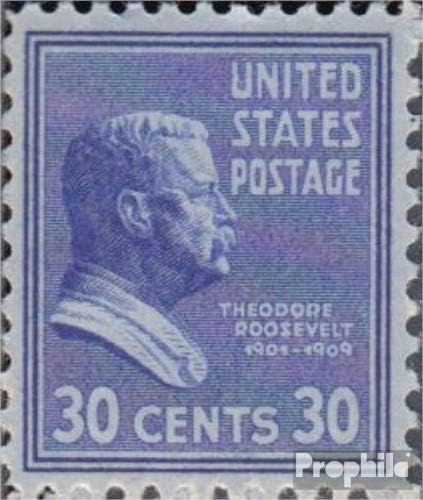 UNITED
STATES
POSTAGE
THEODORE
ROOSEVELT
1901-1909
30 CENTS 30
Prophila